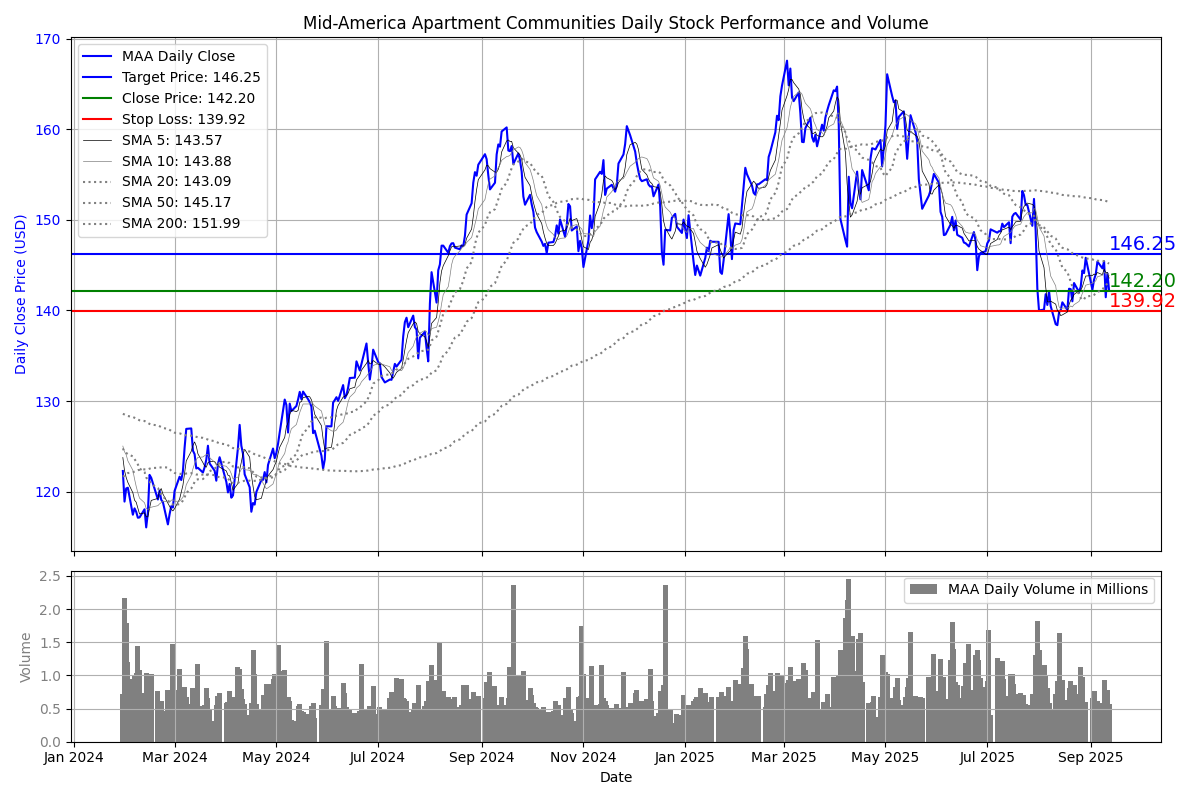 Mid-America Apartment Communities Daily Stock Performance and Volume
170
160
150
140
130
120
Daily Close Price (USD)
MAA Daily Close
Target Price: 146.25
Close Price: 142.20
Stop Loss: 139.92
SMA 5: 143.57
SMA 10: 143.88
SMA 20: 143.09
SMA 50: 145.17
SMA 200: 151.99
146.25
142.20
139.92
2.5
2.0
1.5
1.0
0.5
0.0
Volume
MAA Daily Volume in Millions
Jan 2024 Mar 2024 May 2024 Jul 2024 Sep 2024 Nov 2024 Jan 2025 Mar 2025 May 2025 Jul 2025 Sep 2025
Date